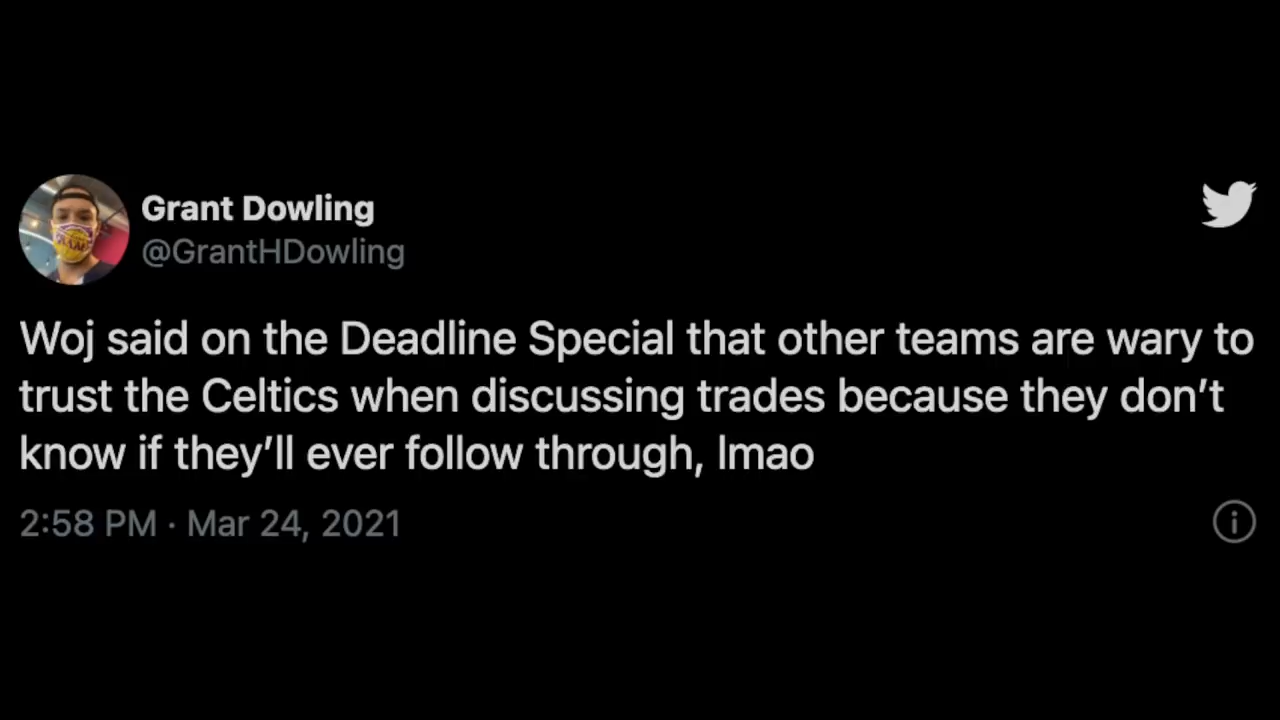 Grant Dowling
@GrantHDowling
Woj said on the Deadline Special that other teams are wary to
trust the Celtics when discussing trades because they don’t
know if they’ll ever follow through, lmao
2:58 PM · Mar 24, 2021